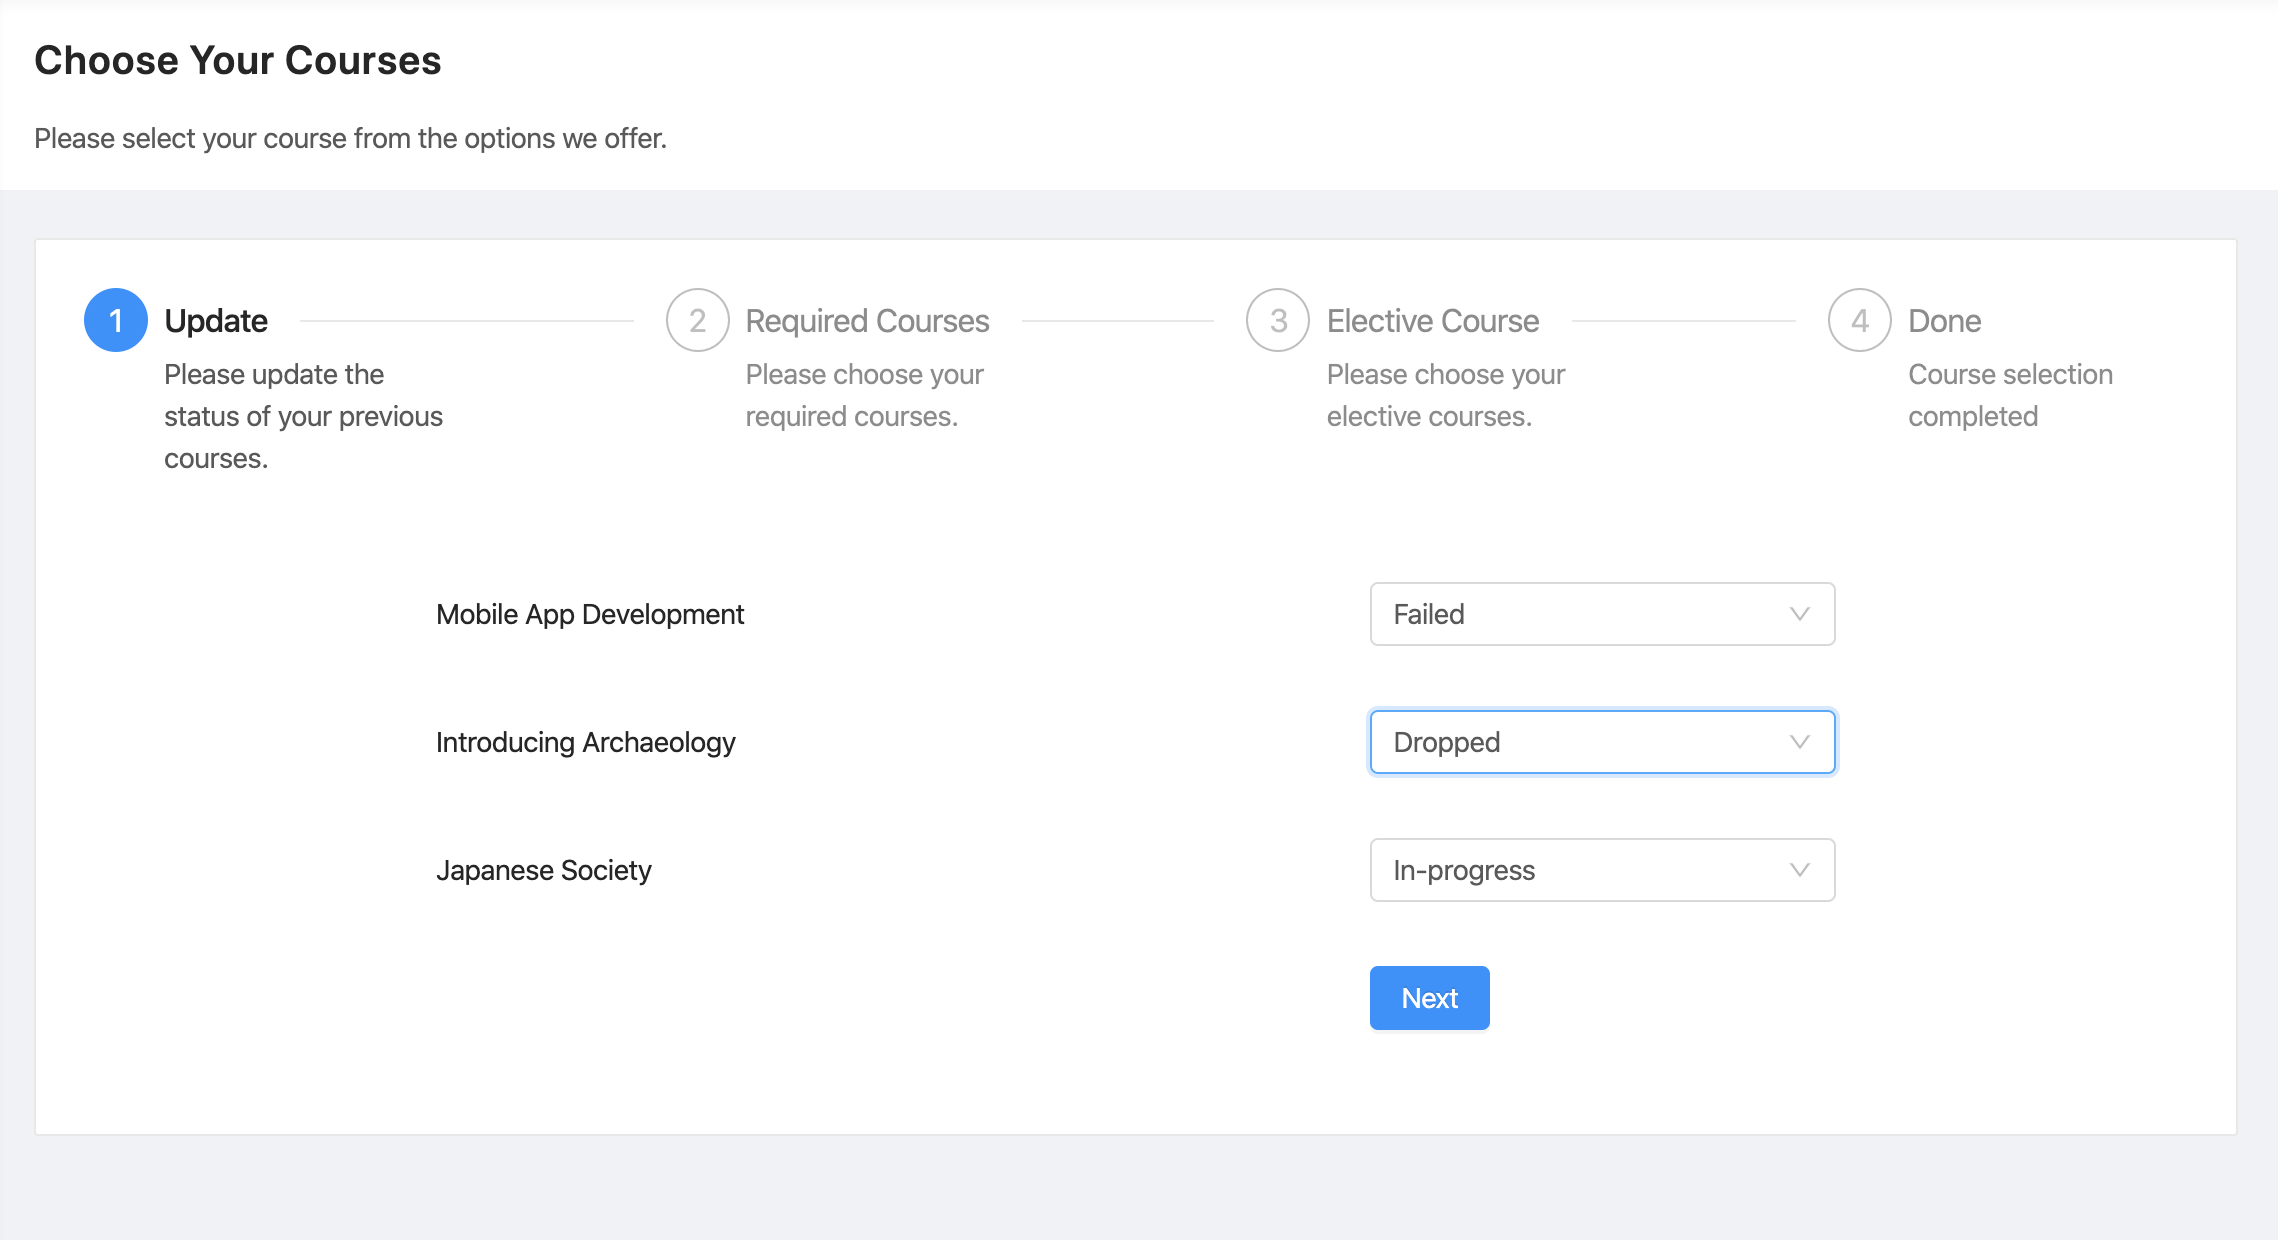 Choose Your Courses
Please select your course from the options we offer.
1 Update
Please update the
status of your previous
courses.
2 Required Courses
Please choose your
required courses.
3 Elective Course
Please choose your
elective courses.
4 Done
Course selection
completed
Mobile App Development
Failed
Introducing Archaeology
Dropped
Japanese Society
In-progress
Next